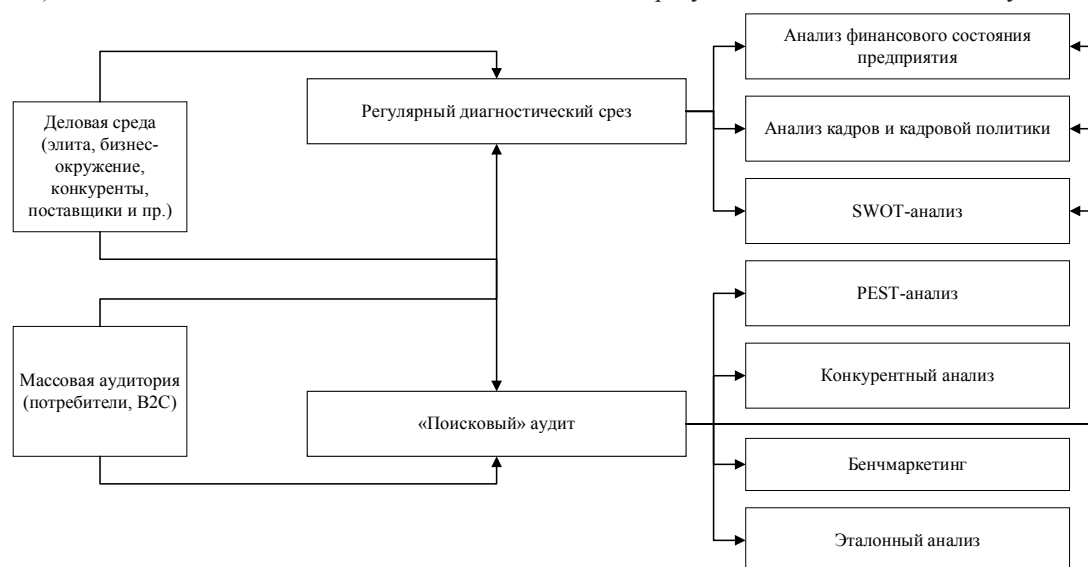 Анализ финансового состояния
предприятия
Регулярный диагностический срез
Деловая среда
(элита, бизнес-
окружение,
конкуренты,
поставщики и пр.)
Анализ кадров и кадровой политики
SWOT-анализ
PEST-анализ
Массовая аудитория
(потребители, B2C)
Конкурентный анализ
«Поисковый» аудит
Бенчмаркетинг
Эталонный анализ